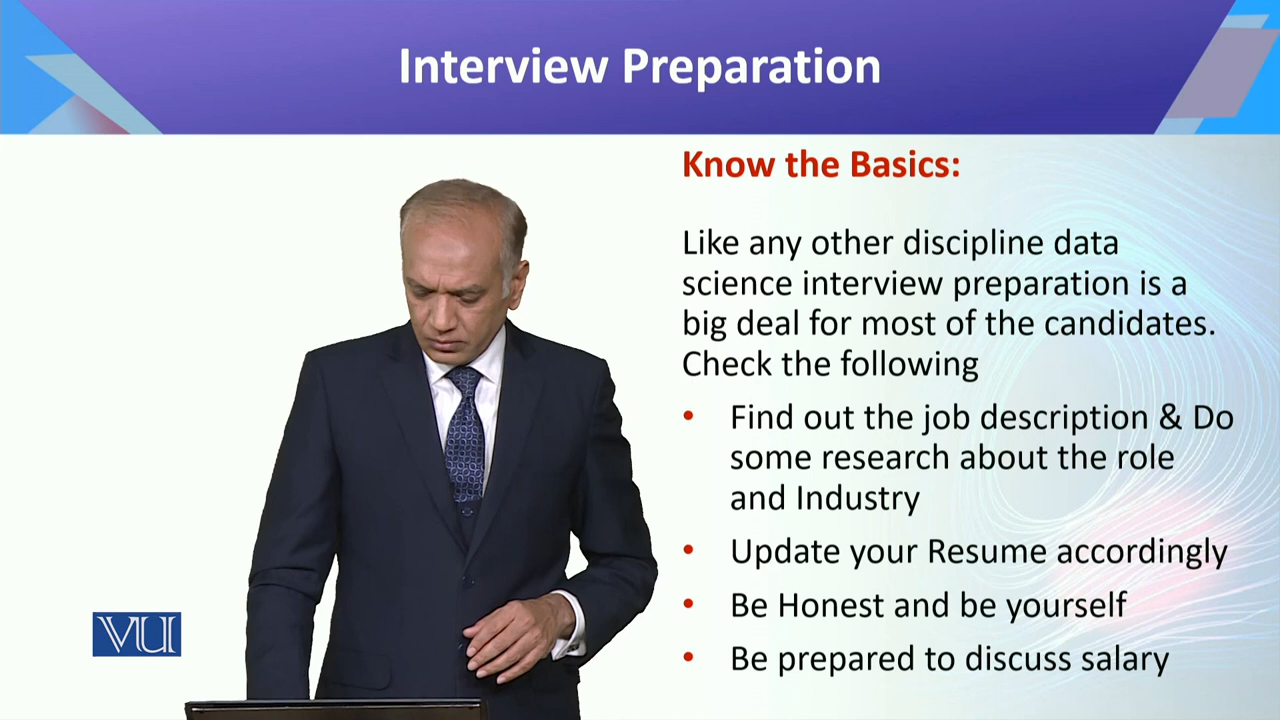 Interview Preparation
Know the Basics:
Like any other discipline data
science interview preparation is a
big deal for most of the candidates.
Check the following
• Find out the job description & Do
some research about the role
and Industry
• Update your Resume accordingly
• Be Honest and be yourself
• Be prepared to discuss salary
VU